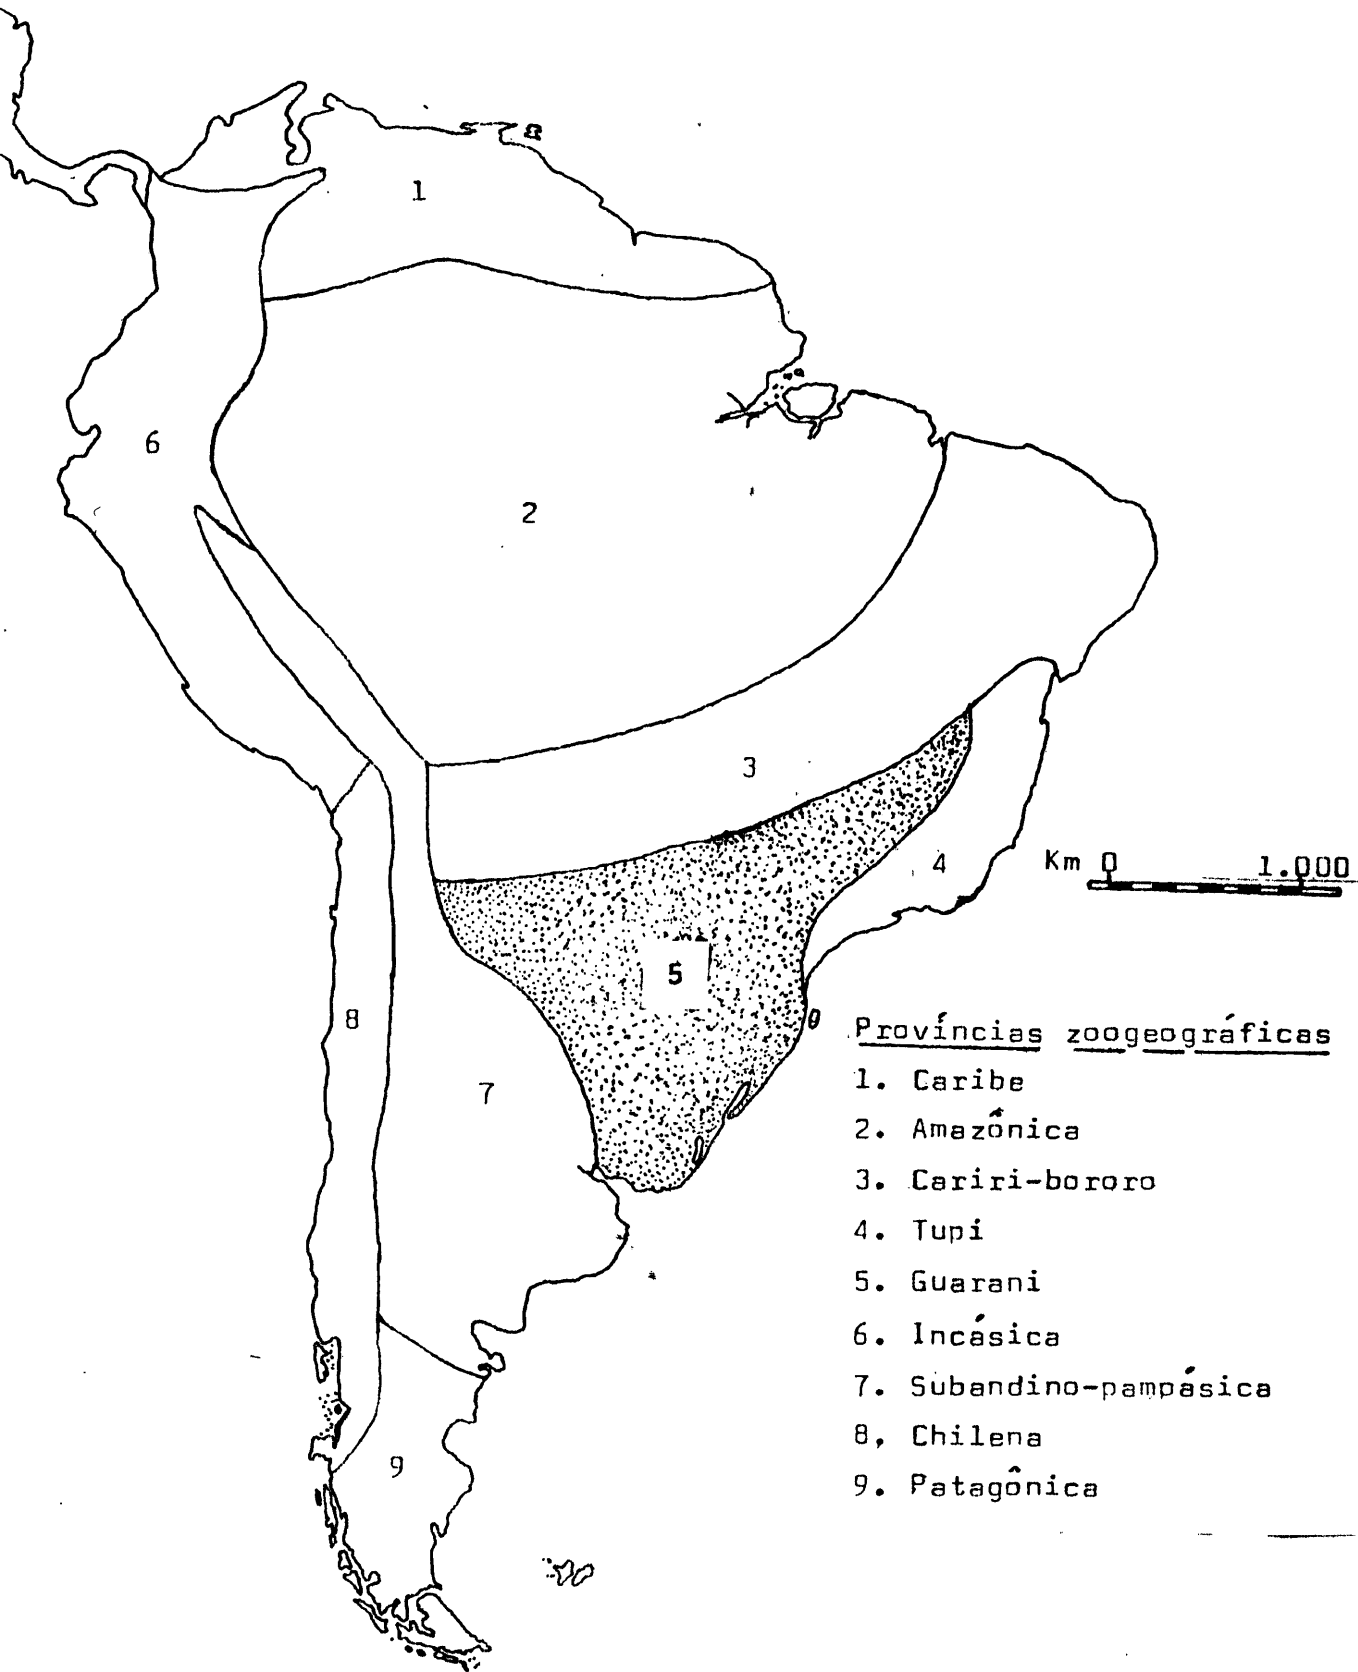 1
6
2
3
4
Km 0 1.000
5
8
7
9
Províncias zoogeográficas
1. Caribe
2. Amazônica
3. Cariri-bororo
4. Tupi
5. Guarani
6. Incásica
7. Subandino-pampásica
8, Chilena
9. Patagônica